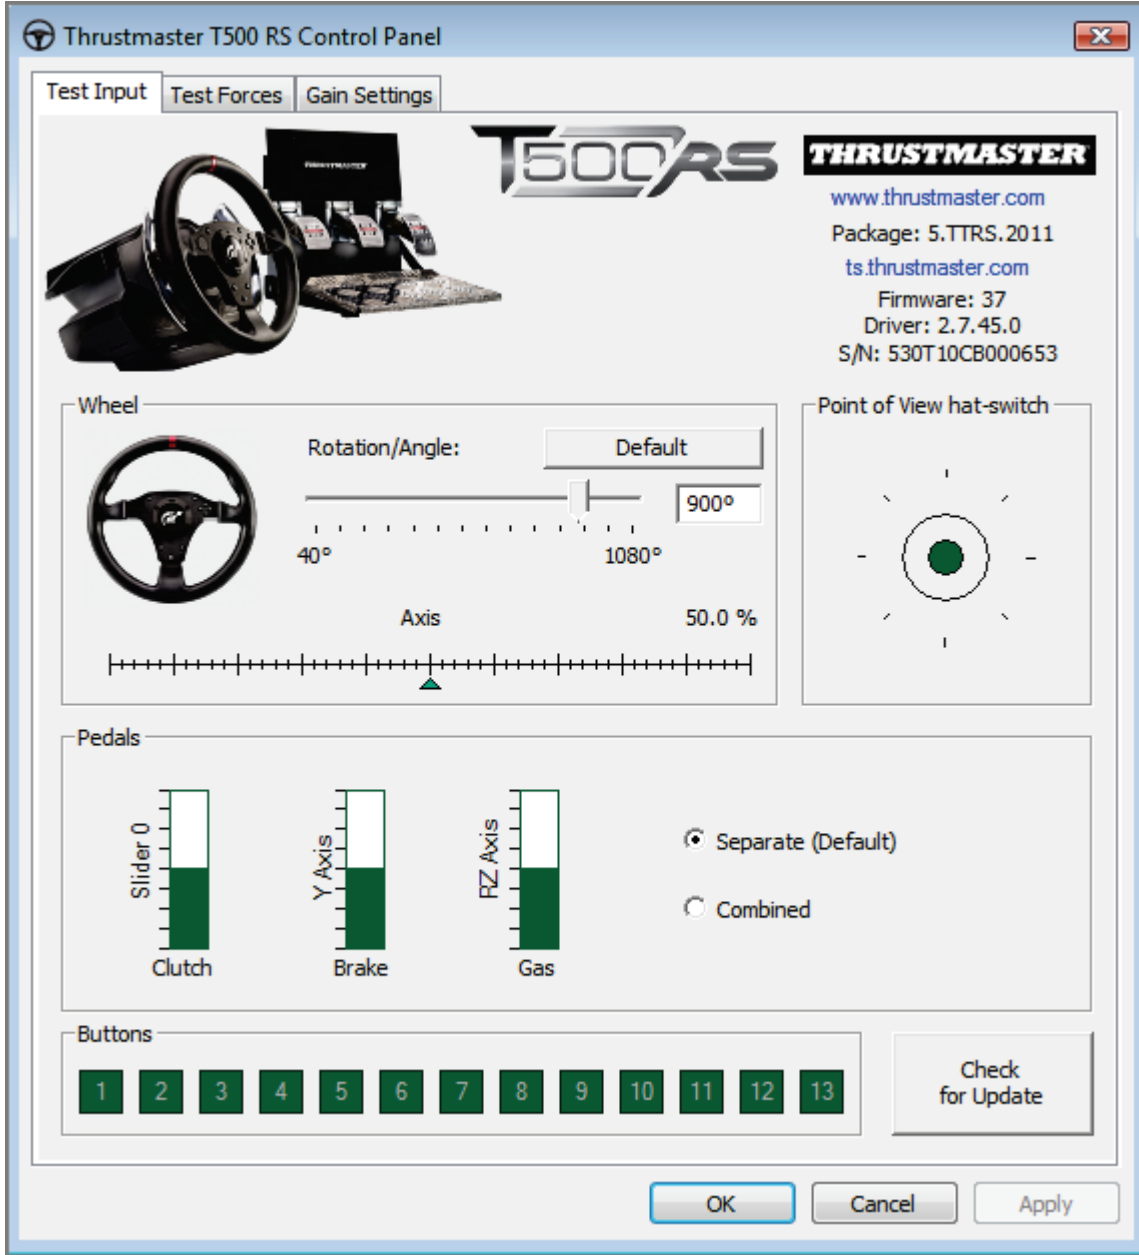 Thrustmaster T500 RS Control Panel
Test Input
Test Forces
Gain Settings
T500RS
THRUSTMASTER
THRUSTMASTER
www.thrustmaster.com
Package: 5.TTRS.2011
ts.thrustmaster.com
Firmware: 37
Driver: 2.7.45.0
S/N: 530T10CB000653
Wheel
Rotation/Angle:
Default
900º
40°
1080°
Axis
50.0 %
Point of View hat-switch
Pedals
Slider 0
Clutch
Y Axis
Brake
RZ Axis
Gas
Separate (Default)
Combined
Buttons
1 2 3 4 5 6 7 8 9 10 11 12 13
Check
for Update
OK
Cancel
Apply